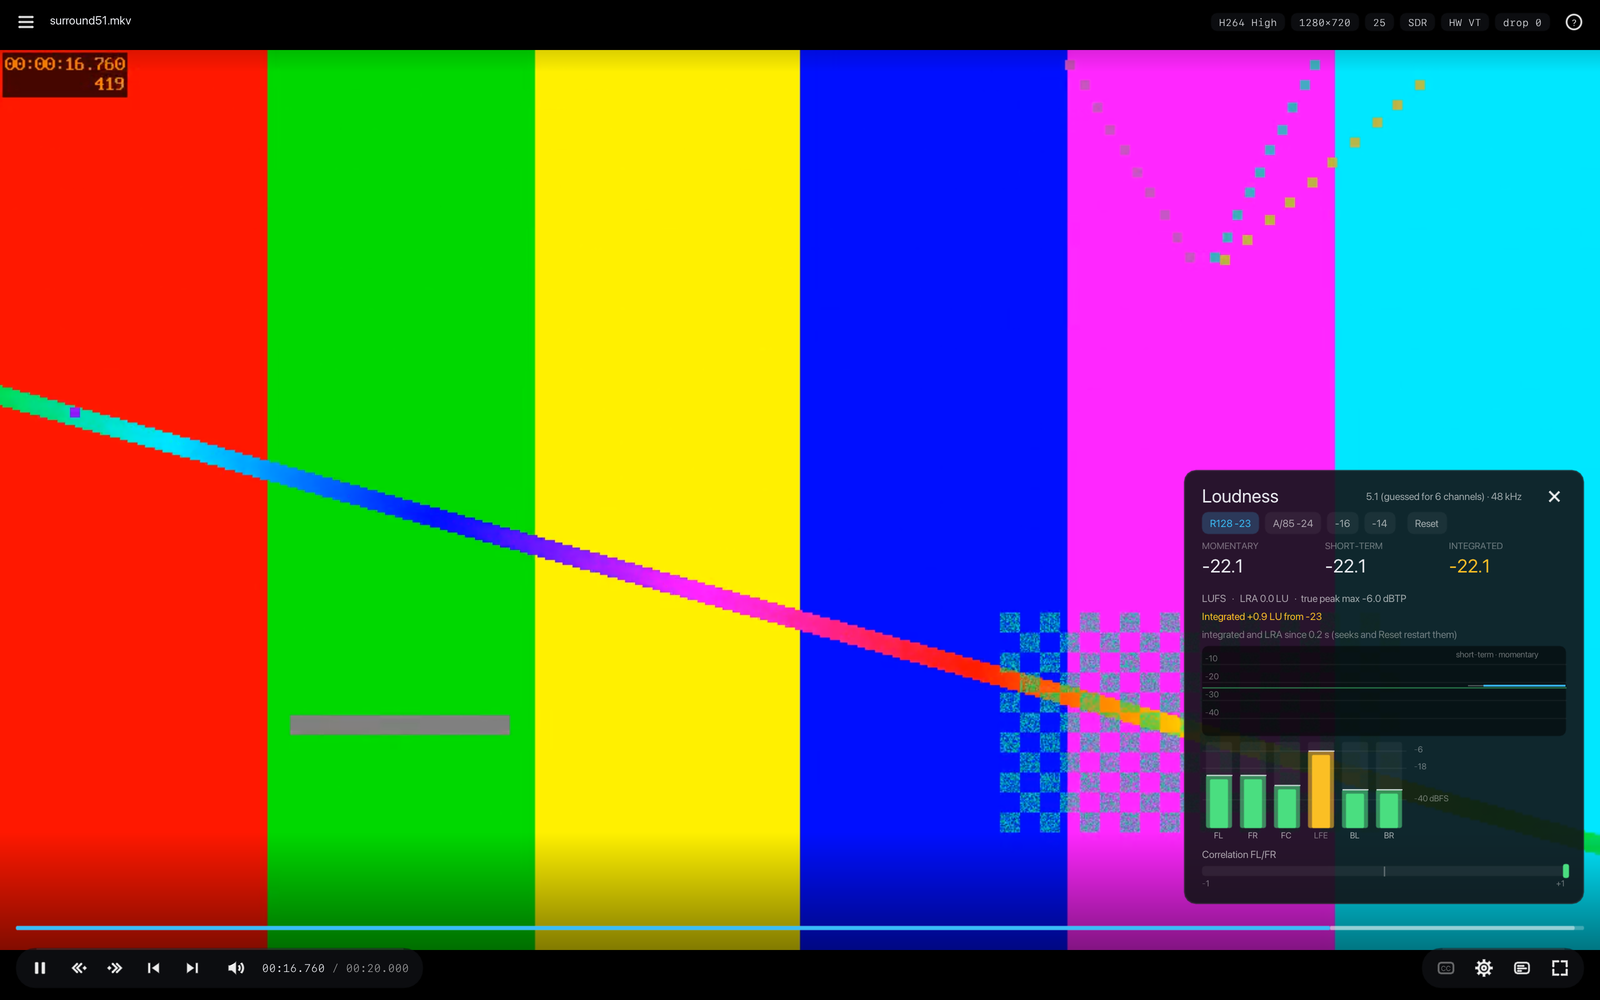 surround51.mkv
H264 High 1280×720 25 SDR HW VT drop 0 ?
00:00:16.760
419
Loudness 5.1 (guessed for 6 channels) · 48 kHz
R128 -23 A/85 -24 -16 -14 Reset
MOMENTARY SHORT-TERM INTEGRATED
-22.1 -22.1 -22.1
LUFS · LRA 0.0 LU · true peak max -6.0 dBTP
Integrated +0.9 LU from -23
integrated and LRA since 0.2 s (seeks and Reset restart them)
short-term · momentary
-10
-20
-30
-40
-6
-18
-40 dBFS
FL FR FC LFE BL BR
Correlation FL/FR
-1 +1
00:16.760 / 00:20.000
CC